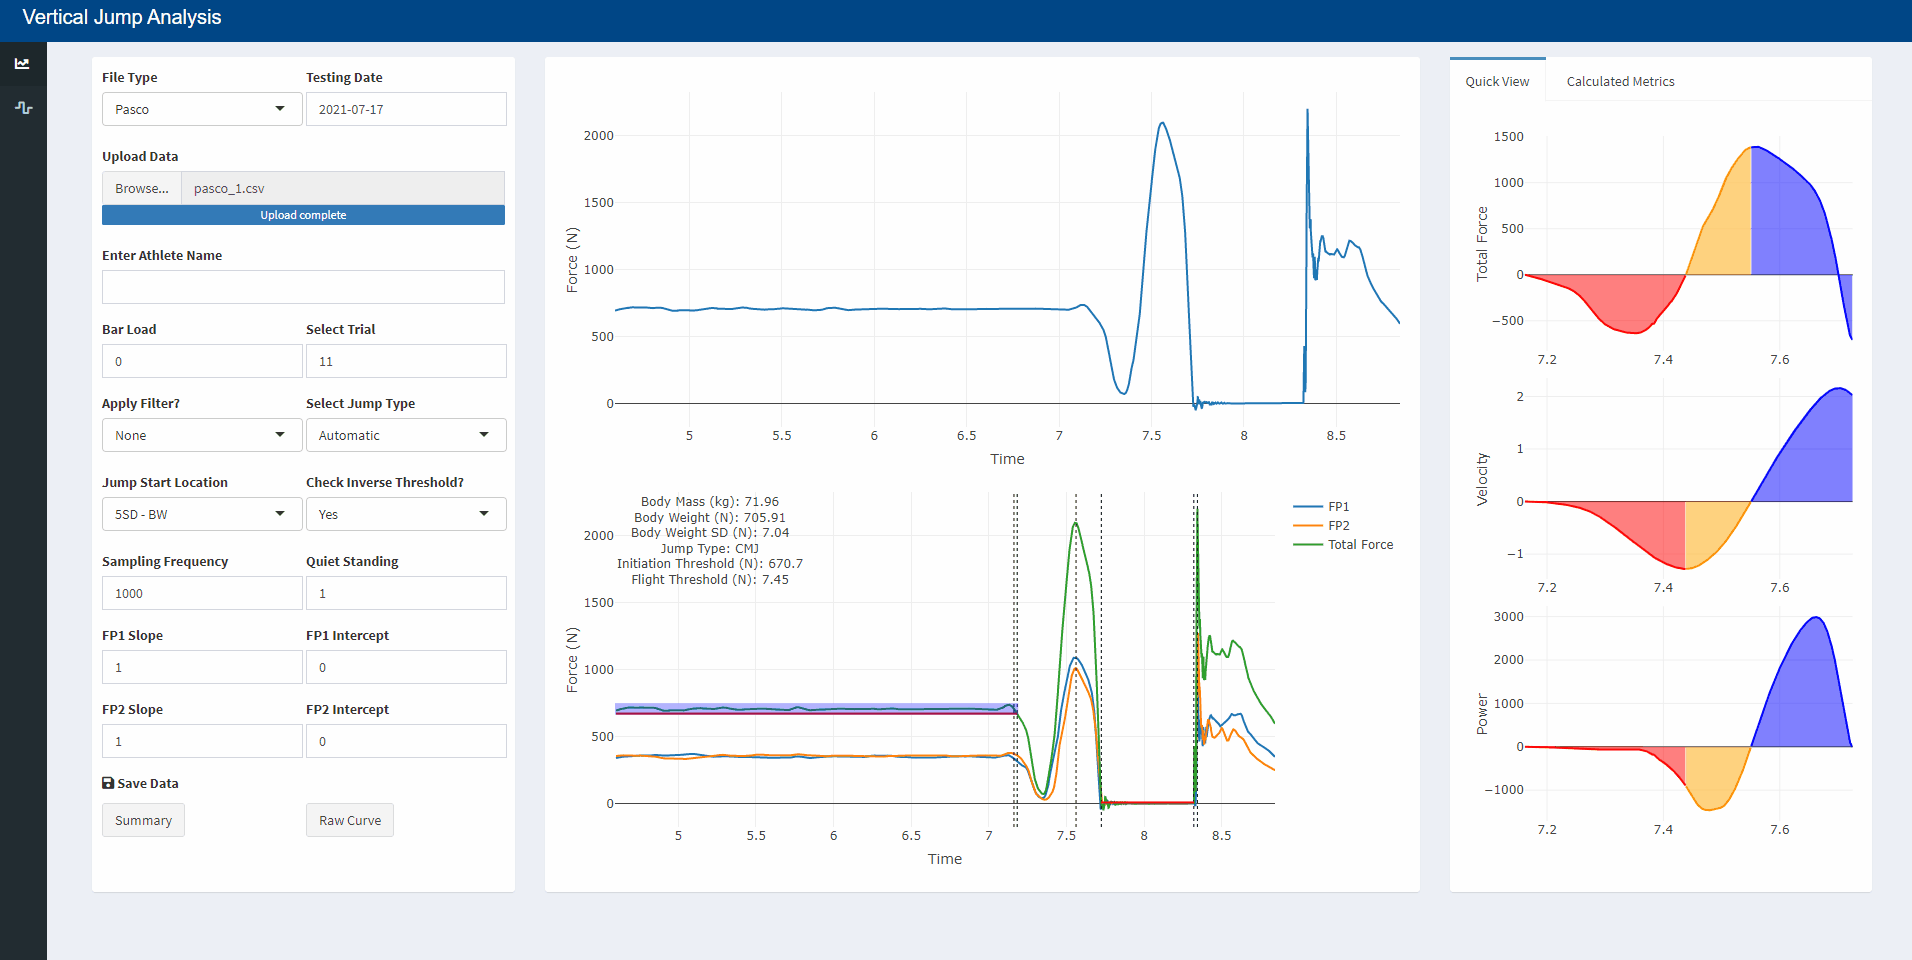 Vertical Jump Analysis
File Type
Testing Date
Pasco
2021-07-17
Upload Data
Browse...
pasco_1.csv
Upload complete
Enter Athlete Name
Bar Load
Select Trial
0
11
Apply Filter?
Select Jump Type
None
Automatic
Jump Start Location
Check Inverse Threshold?
5SD - BW
Yes
Sampling Frequency
Quiet Standing
1000
1
FP1 Slope
FP1 Intercept
1
0
FP2 Slope
FP2 Intercept
1
0
Save Data
Summary
Raw Curve
2000
1500
1000
500
0
Force (N)
5
5.5
6
6.5
7
7.5
8
8.5
Time
Body Mass (kg): 71.96
Body Weight (N): 705.91
Body Weight SD (N): 7.04
Jump Type: CMJ
Initiation Threshold (N): 670.7
Flight Threshold (N): 7.45
FP1
FP2
Total Force
2000
1500
1000
500
0
Force (N)
5
5.5
6
6.5
7
7.5
8
8.5
Time
Quick View
Calculated Metrics
1500
1000
500
0
−500
Total Force
7.2
7.4
7.6
2
1
0
−1
Velocity
7.2
7.4
7.6
3000
2000
1000
0
−1000
Power
7.2
7.4
7.6